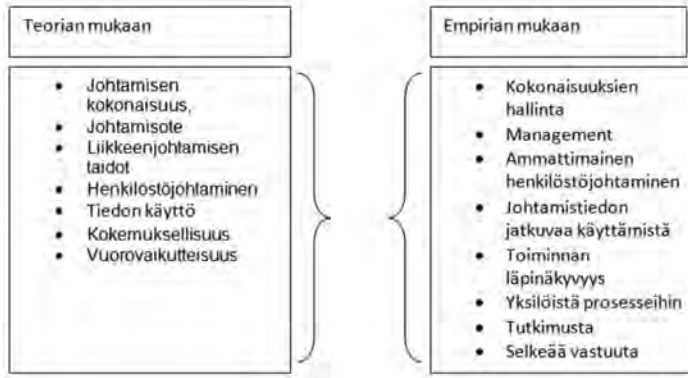 Teorian mukaan
• Johtamisen
kokonaisuus,
• Johtamisote
• Liikkeenjohtamisen
taidot
• Henkilöstöjohtaminen
• Tiedon käyttö
• Kokemuksellisuus
• Vuorovaikutteisuus
Empirian mukaan
• Kokonaisuuksien
hallinta
• Management
• Ammattimainen
henkilöstöjohtaminen
• Johtamistiedon
jatkuvaa käyttämistä
• Toiminnan
läpinäkyvyys
• Yksilöistä prosesseihin
• Tutkimusta
• Selkeää vastuuta